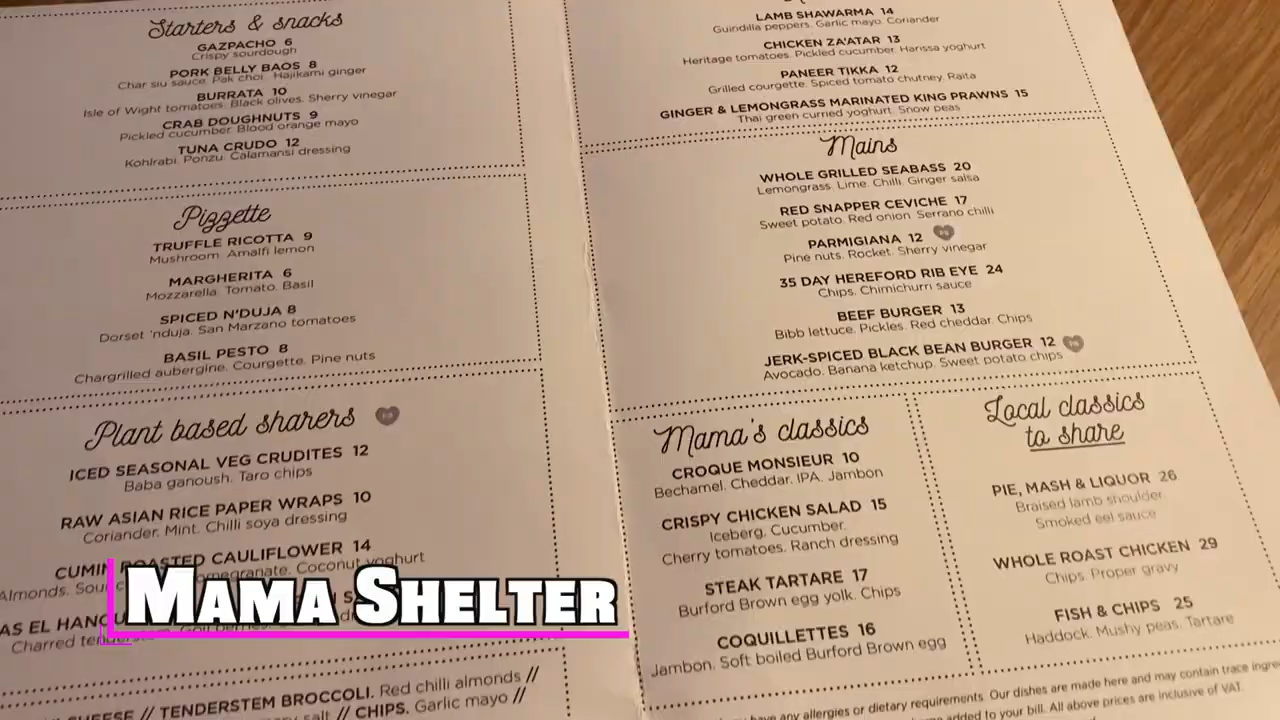 Starters & snacks
GAZPACHO 6
Crispy sourdough
PORK BELLY BAOS 8
Char siu sauce. Pak choi. Hajikami ginger
BURRATA 10
Isle of Wight tomatoes. Black olives. Sherry vinegar
CRAB DOUGHNUTS 9
Pickled cucumber. Blood orange mayo
TUNA CRUDO 12
Kohlrabi. Ponzu. Calamansi dressing
Pizzette
TRUFFLE RICOTTA 9
Mushroom. Amalfi lemon
MARGHERITA 6
Mozzarella. Tomato. Basil
SPICED N'DUJA 8
Dorset 'nduja. San Marzano tomatoes
BASIL PESTO 8
Chargrilled aubergine. Courgette. Pine nuts
Plant based sharers
ICED SEASONAL VEG CRUDITES 12
Baba ganoush. Taro chips
RAW ASIAN RICE PAPER WRAPS 10
Coriander. Mint. Chilli soya dressing
CUMIN ROASTED CAULIFLOWER 14
Almonds. Coconut yoghurt
Charred
CHEESE // TENDERSTEM BROCCOLI. Red chilli almonds //
salt // CHIPS. Garlic mayo //
LAMB SHAWARMA 14
Guindilla peppers. Garlic mayo. Coriander
CHICKEN ZA'ATAR 13
Heritage tomatoes. Pickled cucumber. Harissa yoghurt
PANEER TIKKA 12
Grilled courgette. Spiced tomato chutney. Raita
GINGER & LEMONGRASS MARINATED KING PRAWNS 15
Thai green curried yoghurt. Snow peas
Mains
WHOLE GRILLED SEABASS 20
Lemongrass. Lime. Chilli. Ginger salsa
RED SNAPPER CEVICHE 17
Sweet potato. Red onion. Serrano chilli
PARMIGIANA 12
Pine nuts. Rocket. Sherry vinegar
35 DAY HEREFORD RIB EYE 24
Chips. Chimichurri sauce
BEEF BURGER 13
Bibb lettuce. Pickles. Red cheddar. Chips
JERK-SPICED BLACK BEAN BURGER 12
Avocado. Banana ketchup. Sweet potato chips
Mama's classics
CROQUE MONSIEUR 10
Bechamel. Cheddar. IPA. Jambon
CRISPY CHICKEN SALAD 15
Iceberg. Cucumber.
Cherry tomatoes. Ranch dressing
STEAK TARTARE 17
Burford Brown egg yolk. Chips
COQUILLETTES 16
Jambon. Soft boiled Burford Brown egg
Local classics
to share
PIE, MASH & LIQUOR 26
Braised lamb shoulder.
Smoked eel sauce
WHOLE ROAST CHICKEN 29
Chips. Proper gravy
FISH & CHIPS 25
Haddock. Mushy peas. Tartare
have any allergies or dietary requirements. Our dishes are made here and may contain trace
added to your bill. All above prices are inclusive of VAT.
MAMA SHELTER